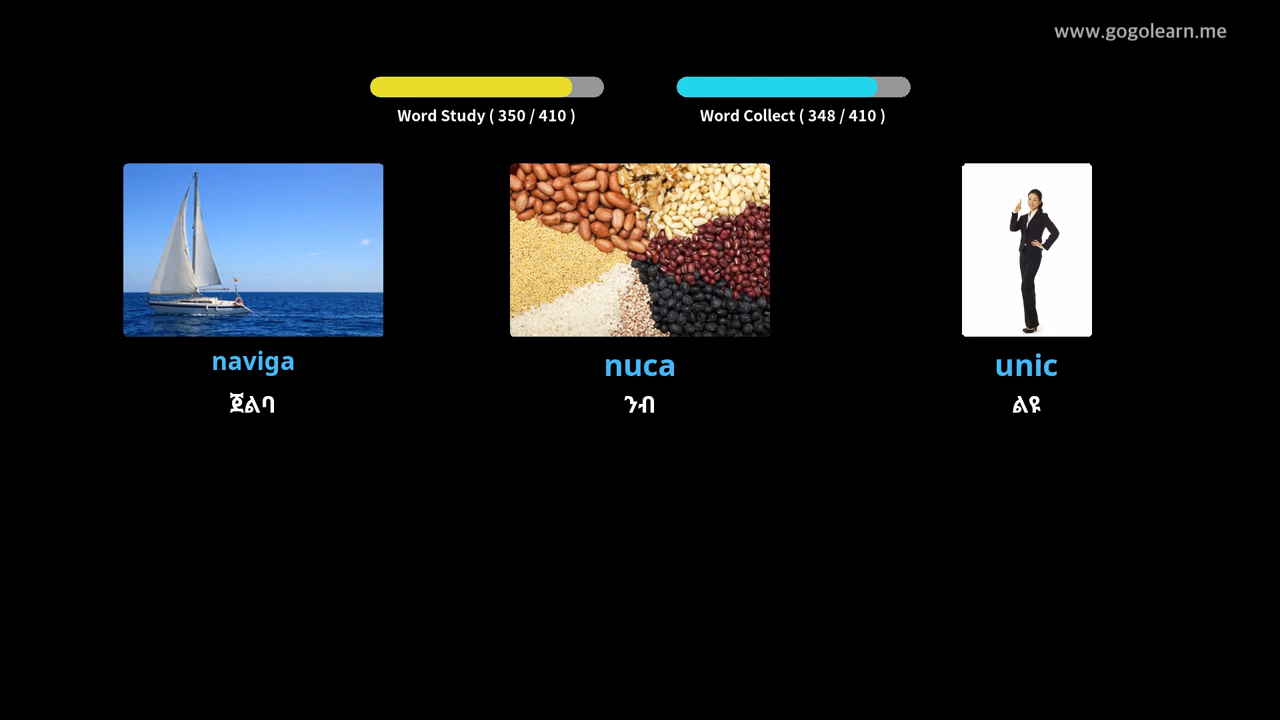 www.gogolearn.me
Word Study ( 350 / 410 )
Word Collect ( 348 / 410 )
naviga
ጀልባ
nuca
ንብ
unic
ልዩ